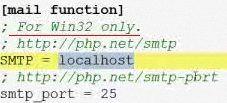 [mail function]
; For Win32 only.
; http://php.net/smtp
SMTP = localhost
; http://php.net/smtp-port
smtp_port = 25